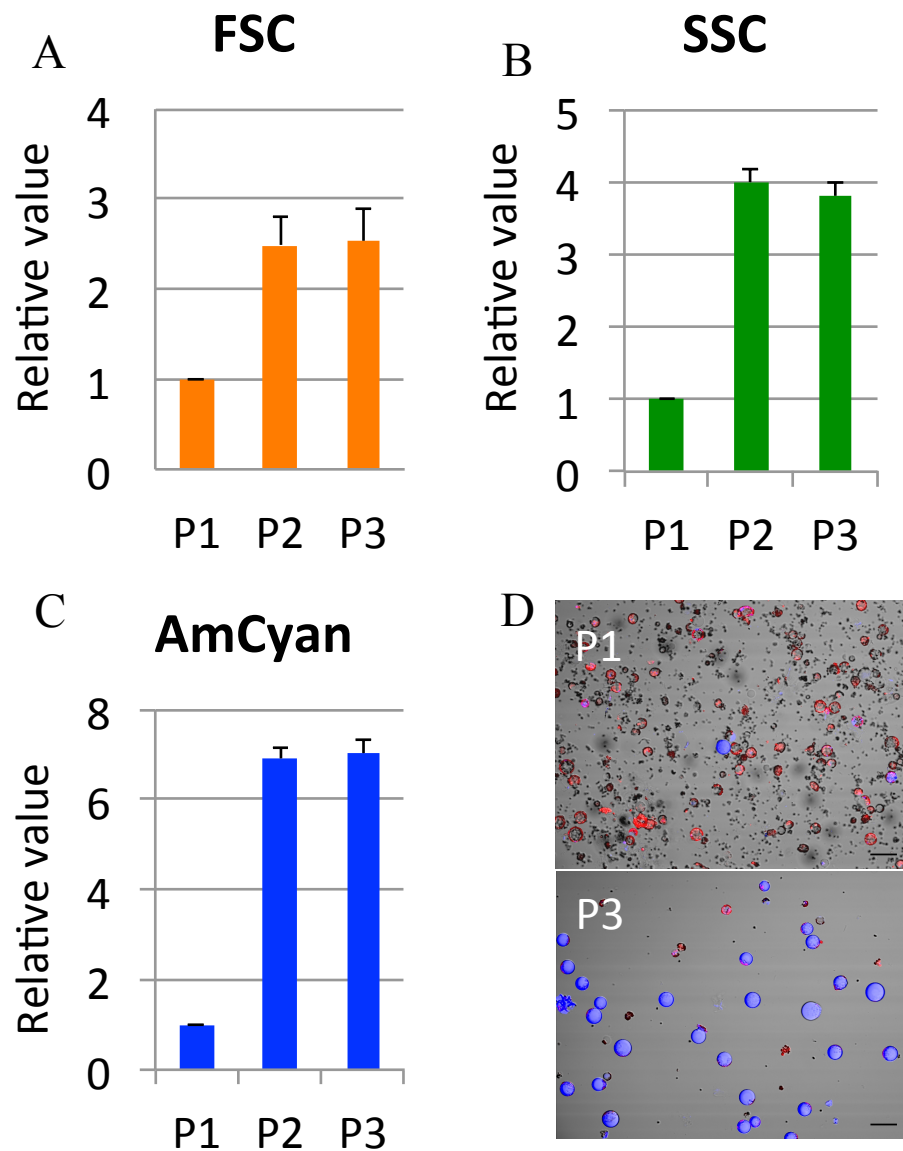 A
FSC
Relative value
4
3
2
1
0
P1 P2 P3
B
SSC
Relative value
5
4
3
2
1
0
P1 P2 P3
C
AmCyan
Relative value
8
6
4
2
0
P1 P2 P3
D
P1
P3